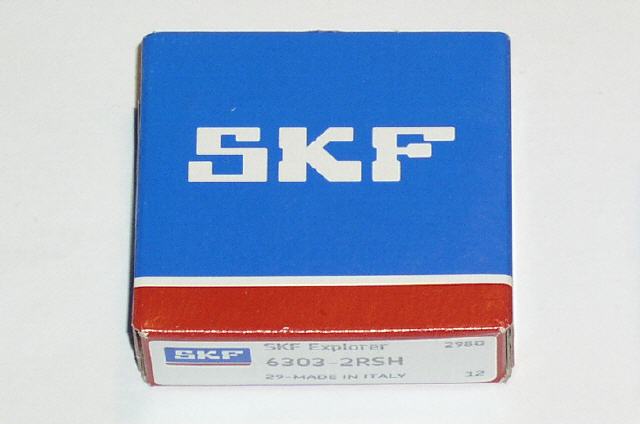 SKF
SKF Explorer 2980
SKF 6303-2RSH
29-MADE IN ITALY 12